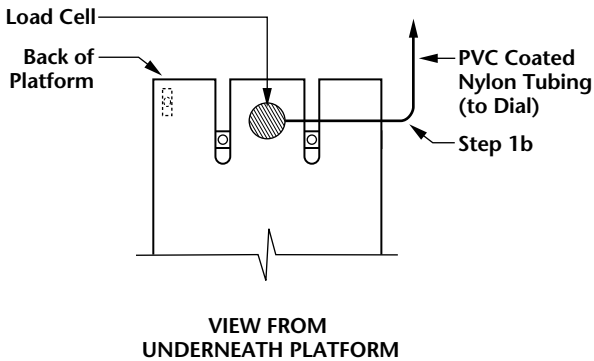 Load Cell
Back of
Platform
PVC Coated
Nylon Tubing
(to Dial)
Step 1b
VIEW FROM
UNDERNEATH PLATFORM